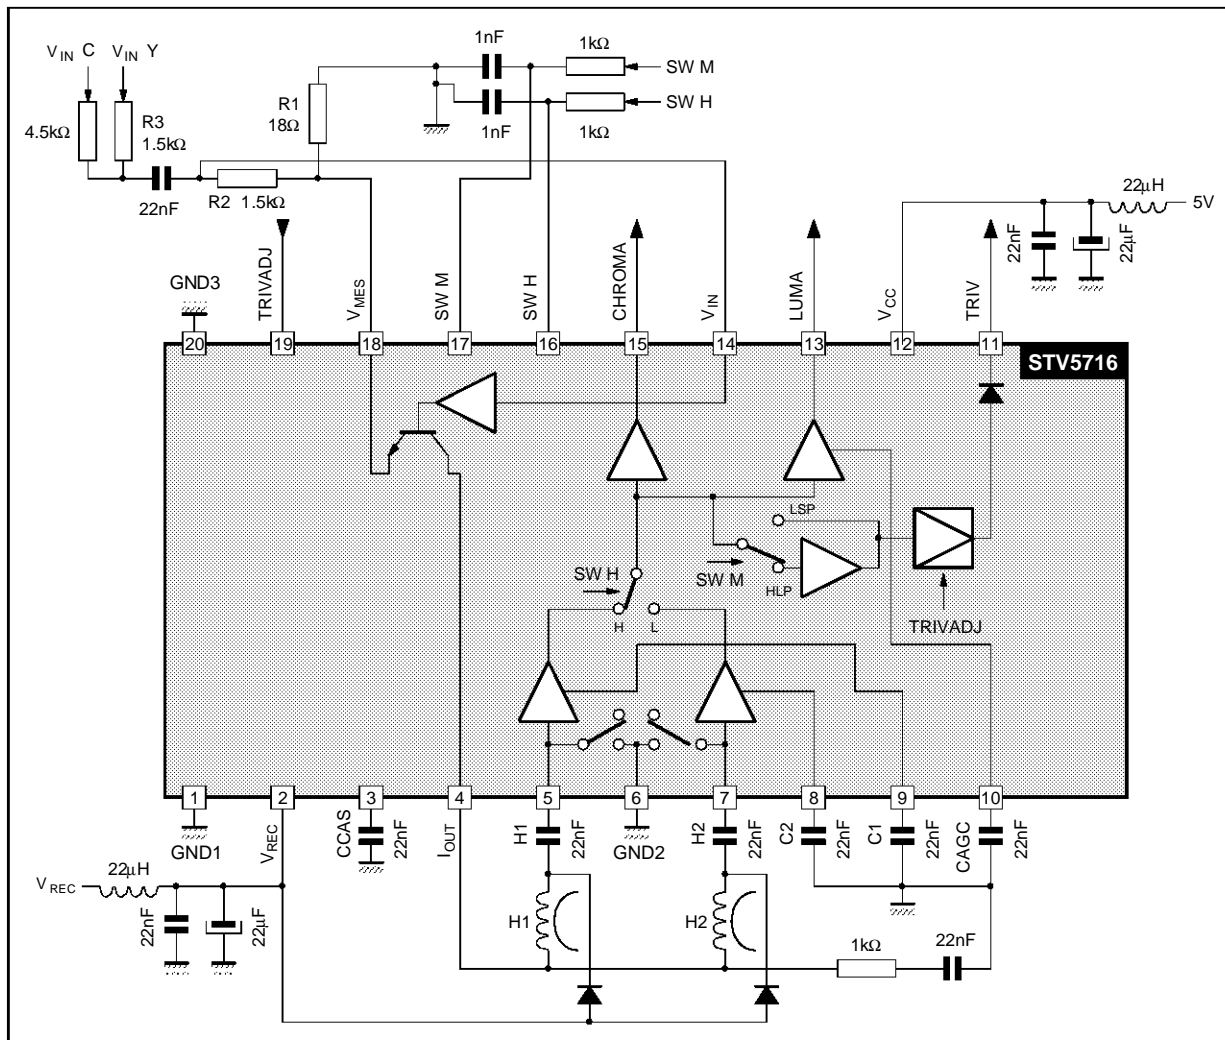 V IN C
V IN Y
1nF
1kΩ
SW M
SW H
4.5kΩ
R3
1.5kΩ
R1
18Ω
1nF
1kΩ
22nF
R2
1.5kΩ
22µH
5V
22nF
22µF
GND3
TRIVADJ
V MES
SW M
SW H
CHROMA
V IN
LUMA
V CC
TRIV
20
19
18
17
16
15
14
13
12
11
STV5716
LSP
SW M
HLP
SW H
H
L
TRIVADJ
1
2
3
4
5
6
7
8
9
10
GND1
V REC
CCAS
22nF
I OUT
H1
22nF
GND2
H2
22nF
C2
22nF
C1
22nF
CAGC
22nF
V REC
22µH
22nF
22µF
H1
H2
1kΩ
22nF